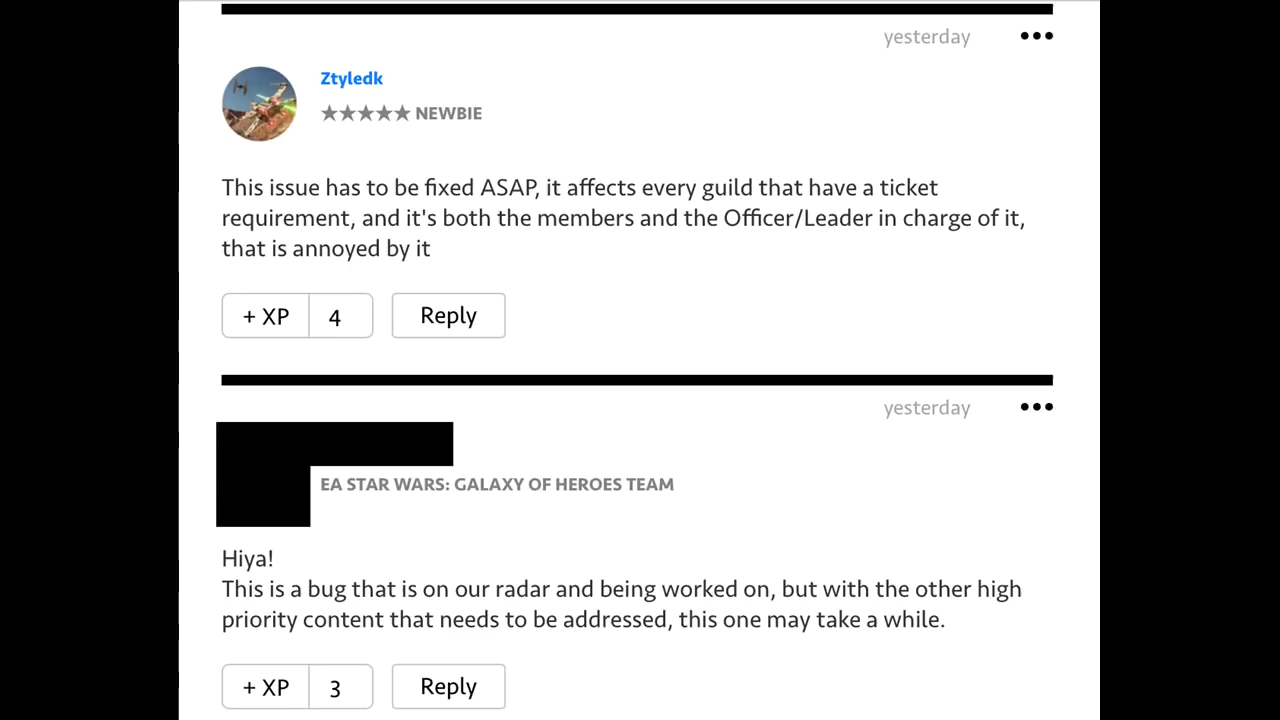 yesterday •••
Ztyledk
★★★★★ NEWBIE
This issue has to be fixed ASAP, it affects every guild that have a ticket
requirement, and it's both the members and the Officer/Leader in charge of it,
that is annoyed by it
+ XP 4 Reply
yesterday •••
EA STAR WARS: GALAXY OF HEROES TEAM
Hiya!
This is a bug that is on our radar and being worked on, but with the other high
priority content that needs to be addressed, this one may take a while.
+ XP 3 Reply